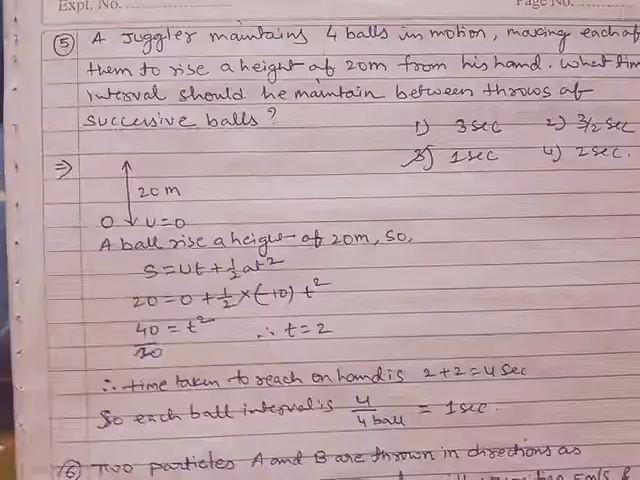 Expt. No.
Page No.
⑤ A Juggler maintains 4 balls in motion, making each of
them to rise a height of 20m from his hand. what tim
interval should he maintain between throws of
successive balls?
1) 3 sec 2) 3/2 sec
3) 1 sec 4) 2 sec.
⇒
20 m
O u = 0
A ball rise a height of 20m, so,
S = ut + 1/2 at²
20 = 0 + 1/2 × (-10) t²
40/10 = t² ∴ t = 2
∴ time taken to reach on hand is 2+2 = 4 sec
So each ball interval is 4/4 ball = 1 sec.
⑥ Two particles A and B are thrown in directions as